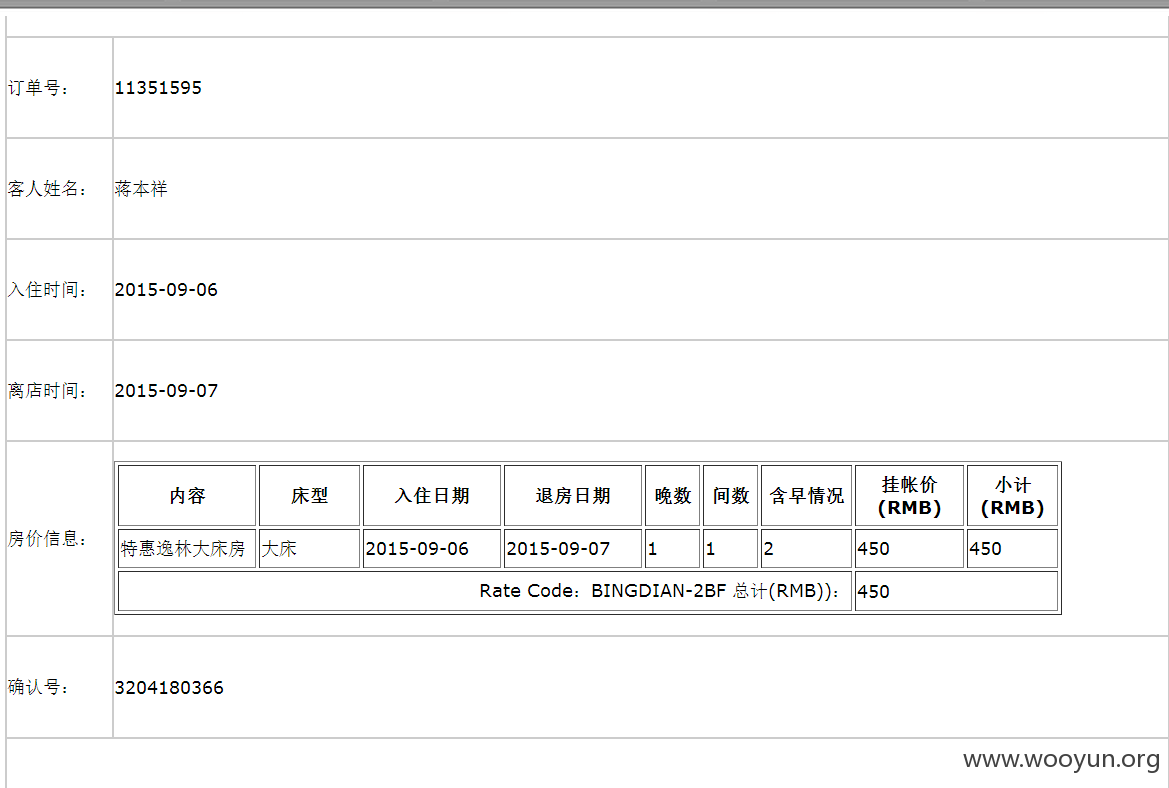 订单号： 11351595
客人姓名： 蒋本祥
入住时间： 2015-09-06
离店时间： 2015-09-07
房价信息：
内容 床型 入住日期 退房日期 晚数 间数 含早情况 挂帐价(RMB) 小计(RMB)
特惠逸林大床房 大床 2015-09-06 2015-09-07 1 1 2 450 450
Rate Code：BINGDIAN-2BF 总计(RMB))： 450
确认号： 3204180366
www.wooyun.org